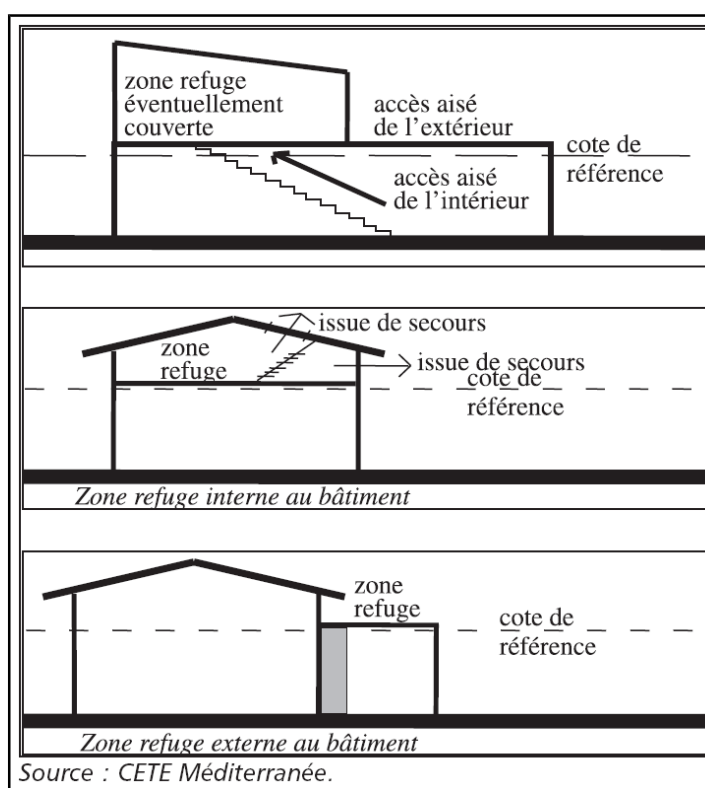 zone refuge
éventuellement
couverte
accès aisé
de l'extérieur
cote de
référence
accès aisé
de l'intérieur
issue de secours
zone
refuge
issue de secours
cote de
référence
Zone refuge interne au bâtiment
zone
refuge
cote de
référence
Zone refuge externe au bâtiment
Source : CETE Méditerranée.